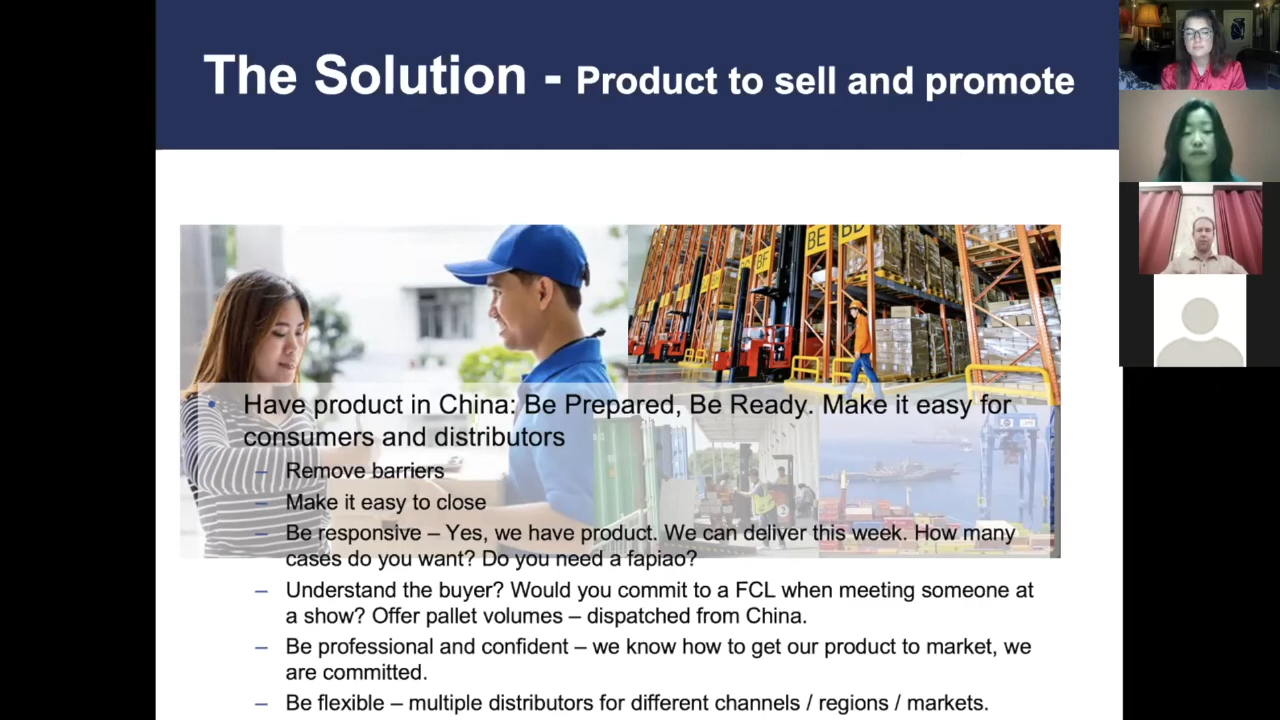 The Solution - Product to sell and promote
BE
BF
• Have product in China: Be Prepared, Be Ready. Make it easy for
consumers and distributors
– Remove barriers
– Make it easy to close
– Be responsive – Yes, we have product. We can deliver this week. How many
cases do you want? Do you need a fapiao?
– Understand the buyer? Would you commit to a FCL when meeting someone at
a show? Offer pallet volumes – dispatched from China.
– Be professional and confident – we know how to get our product to market, we
are committed.
– Be flexible – multiple distributors for different channels / regions / markets.